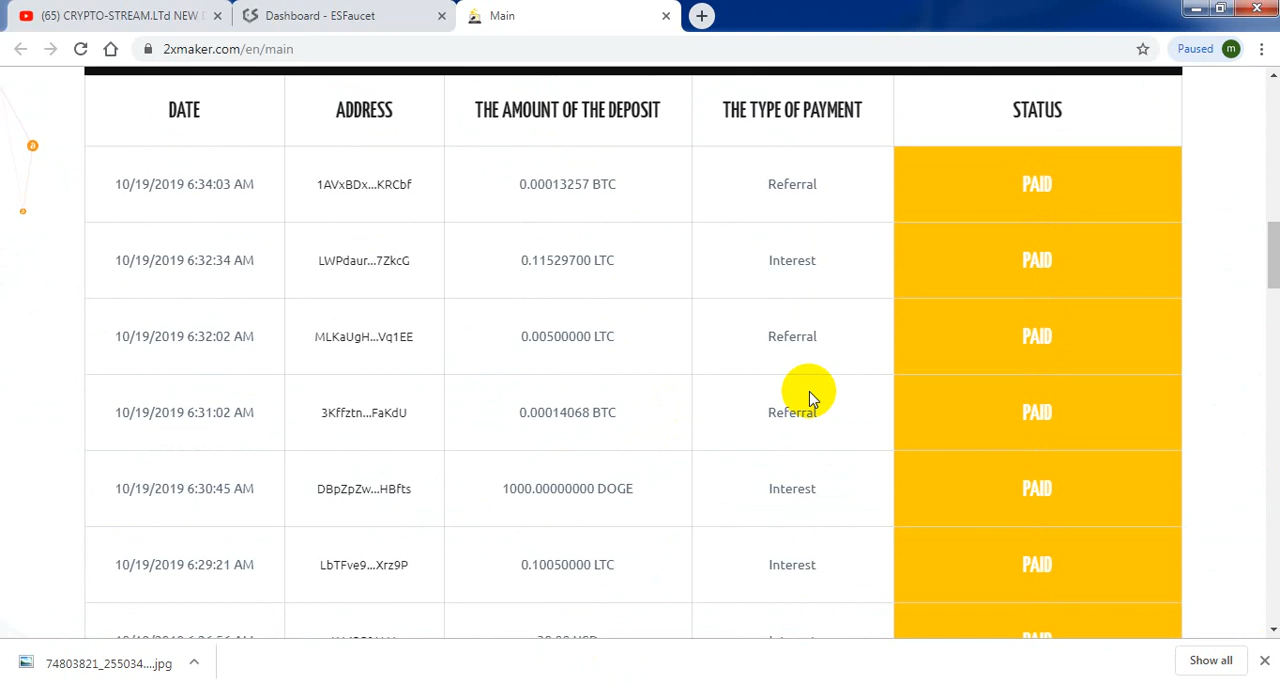 (65) CRYPTO-STREAM.LTd NEW
Dashboard - ESFaucet
Main
2xmaker.com/en/main
Paused
m
DATE ADDRESS THE AMOUNT OF THE DEPOSIT THE TYPE OF PAYMENT STATUS
10/19/2019 6:34:03 AM 1AVxBDx...KRCbf 0.00013257 BTC Referral PAID
10/19/2019 6:32:34 AM LWPdaur...7ZkcG 0.11529700 LTC Interest PAID
10/19/2019 6:32:02 AM MLKaUgH...Vq1EE 0.00500000 LTC Referral PAID
10/19/2019 6:31:02 AM 3Kffztn...FaKdU 0.00014068 BTC Referral PAID
10/19/2019 6:30:45 AM DBpZpZw...HBfts 1000.00000000 DOGE Interest PAID
10/19/2019 6:29:21 AM LbTFve9...Xrz9P 0.10050000 LTC Interest PAID
74803821_255034....jpg
Show all